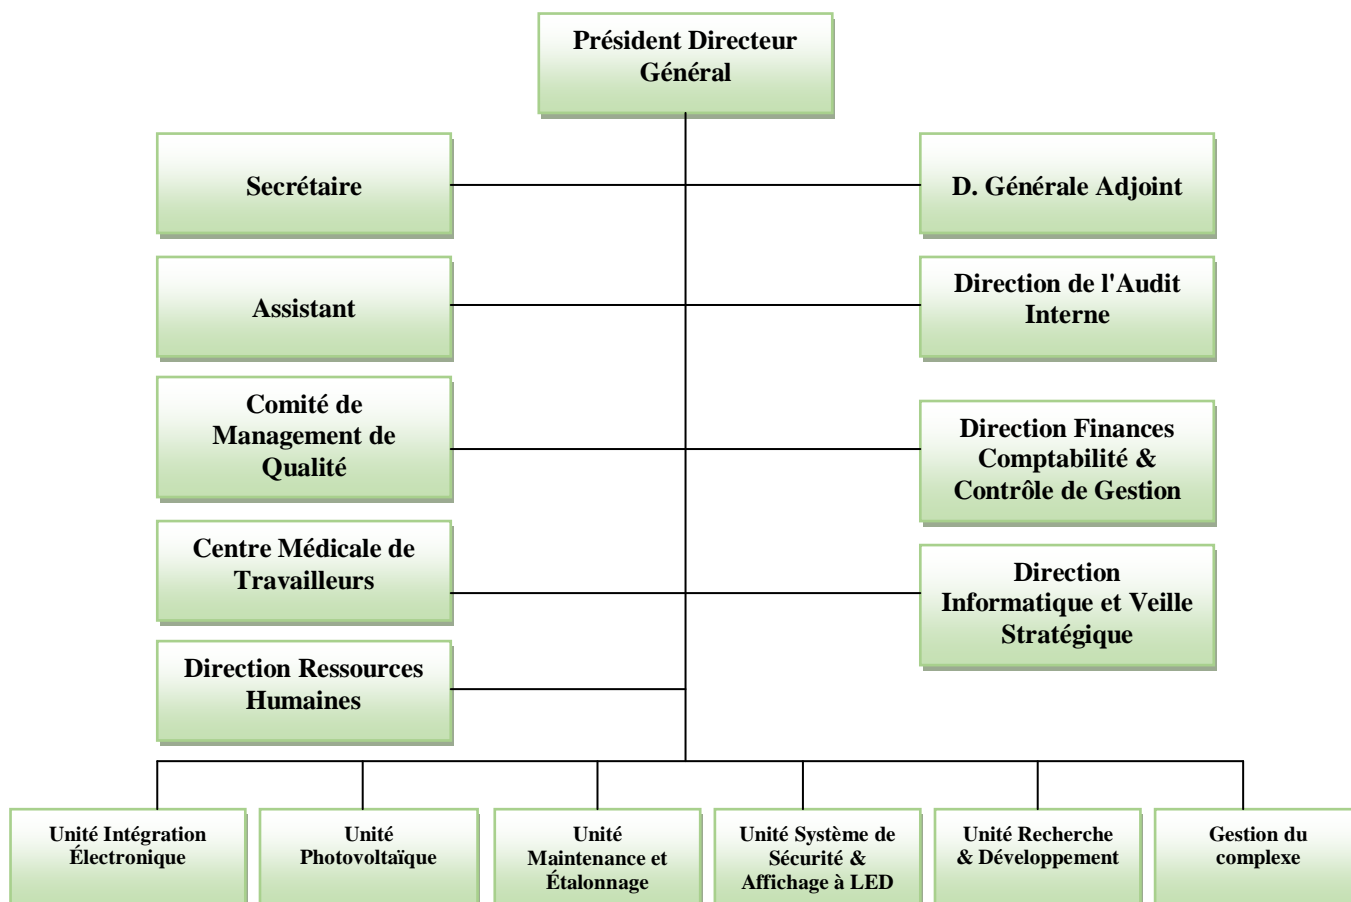 Président Directeur
Général
Secrétaire
D. Générale Adjoint
Assistant
Direction de l'Audit
Interne
Comité de
Management de
Qualité
Direction Finances
Comptabilité &
Contrôle de Gestion
Centre Médicale de
Travailleurs
Direction
Informatique et Veille
Stratégique
Direction Ressources
Humaines
Unité Intégration
Électronique
Unité
Photovoltaïque
Unité
Maintenance et
Étalonnage
Unité Système de
Sécurité &
Affichage à LED
Unité Recherche
& Développement
Gestion du
complexe